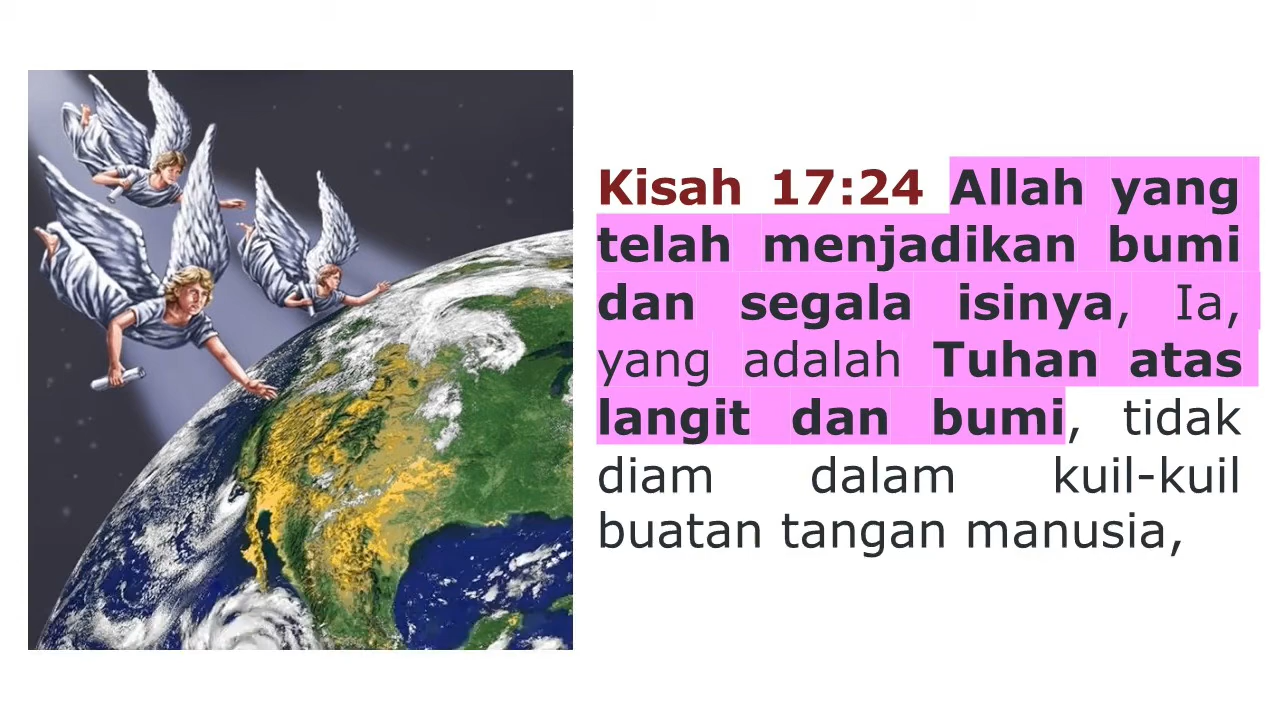 Kisah 17:24 Allah yang
telah menjadikan bumi
dan segala isinya, Ia,
yang adalah Tuhan atas
langit dan bumi, tidak
diam dalam kuil-kuil
buatan tangan manusia,